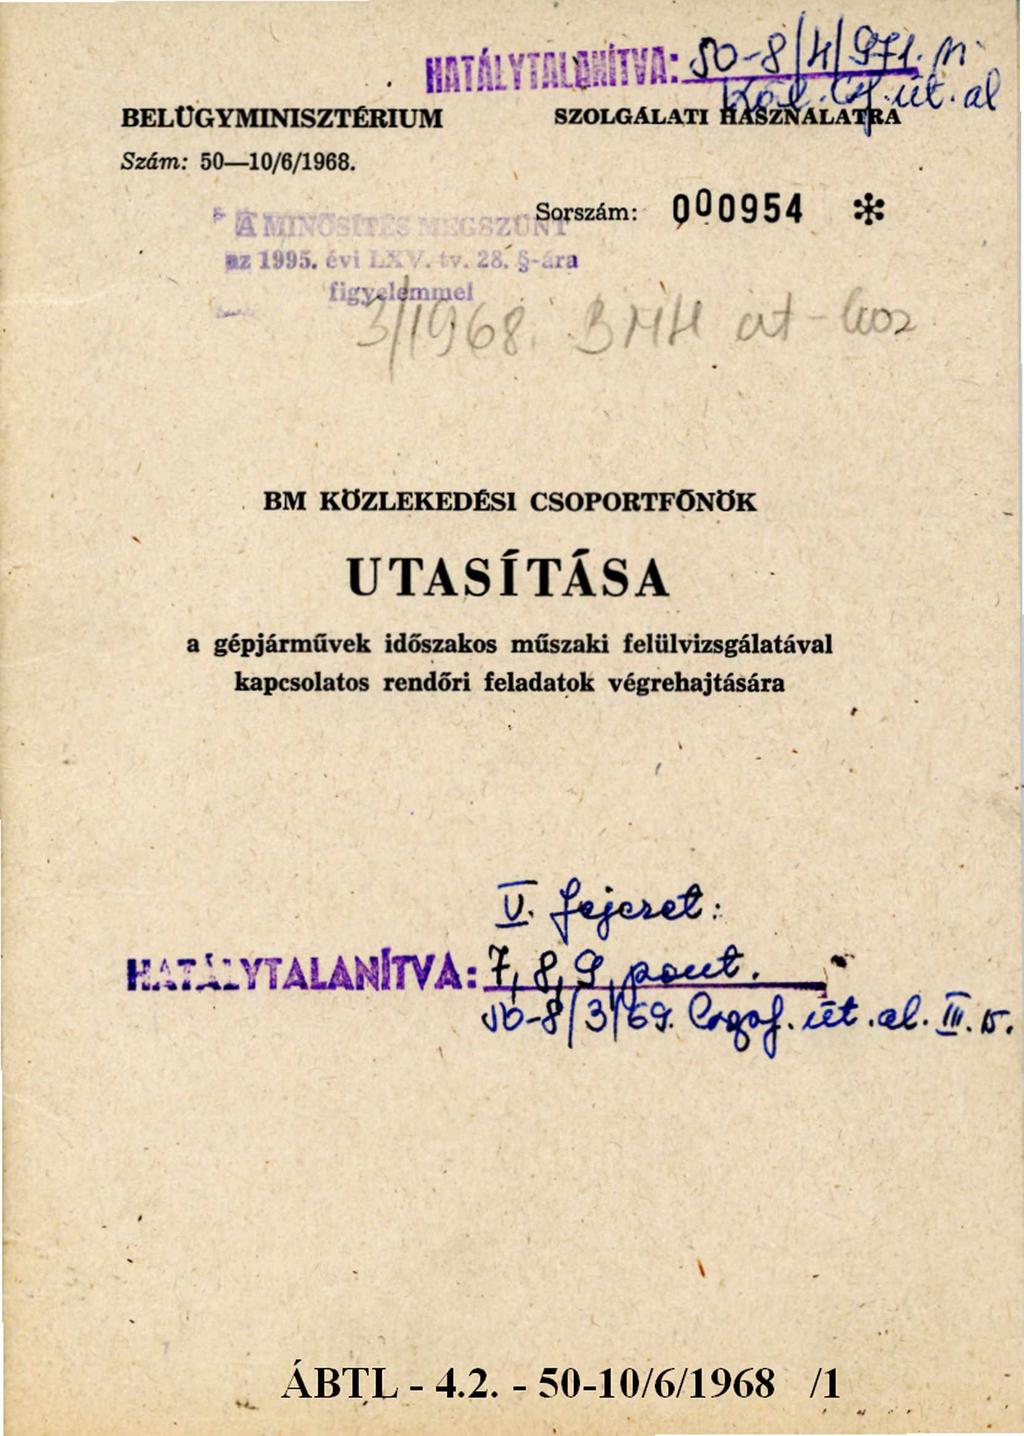 HATÁLYTALANÍTVA: 50-8/4/971.
BELÜGYMINISZTÉRIUM
SZOLGÁLATI HASZNÁLATRA
Szám: 50—10/6/1968.
Sorszám: 000954 *
A MINŐSÍTÉS MEGSZŰNT
az 1995. évi LXV. tv. 28. §-ára
figyelemmel
3/1968. BMH
BM KÖZLEKEDÉSI CSOPORTFŐNÖK
UTASÍTÁSA
a gépjárművek időszakos műszaki felülvizsgálatával
kapcsolatos rendőri feladatok végrehajtására
V. fejezet:
HATÁLYTALANÍTVA: 7, 8, 9, pont.
50-8/3/69. üt. al.
ÁBTL - 4.2. - 50-10/6/1968 /1